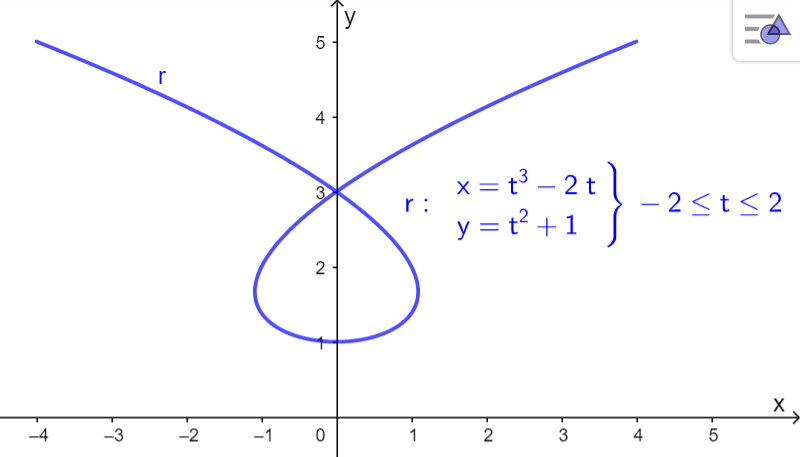 y
5
r
4
3
r : x = t³ − 2 t
y = t² + 1 } − 2 ≤ t ≤ 2
2
1
x
–4 –3 –2 –1 0 1 2 3 4 5